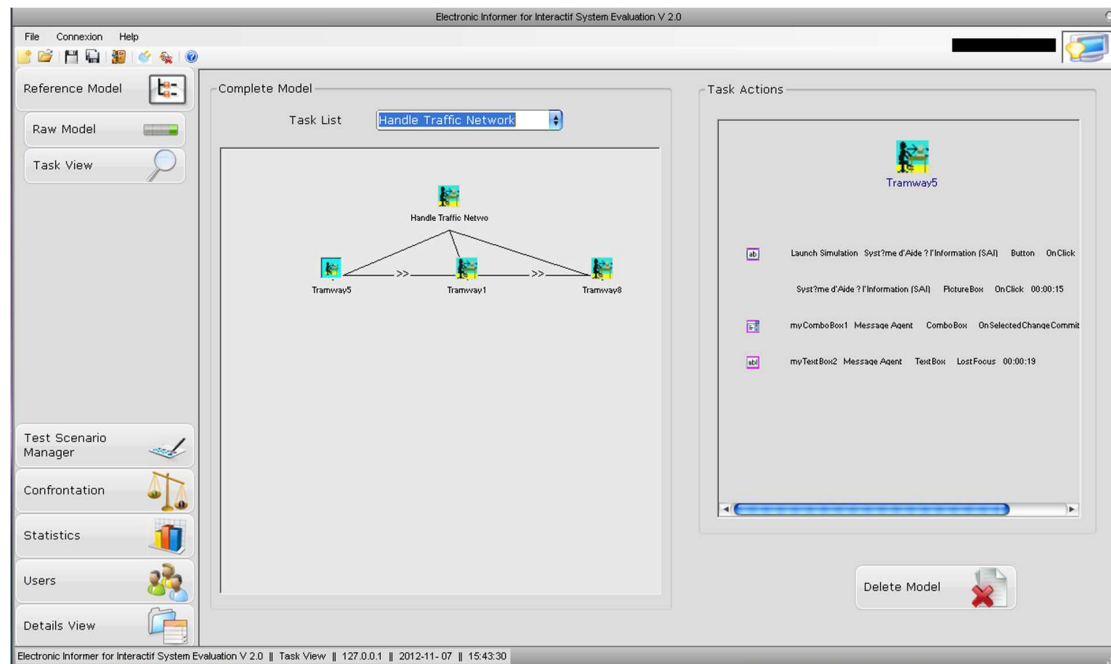 Electronic Informer for Interactif System Evaluation V 2.0
File Connexion Help
Reference Model
Raw Model
Task View
Test Scenario
Manager
Confrontation
Statistics
Users
Details View
Complete Model
Task List Handle Traffic Network
Handle Traffic Netwo
>> >>
Tramway5 Tramway1 Tramway8
Task Actions
Tramway5
ab Launch Simulation Syst?me d'Aide ? l'Information (SAI) Button OnClick
Syst?me d'Aide ? l'Information (SAI) PictureBox OnClick 00:00:15
myComboBox1 Message Agent ComboBox OnSelectedChangeCommit
abl myTextBox2 Message Agent TextBox LostFocus 00:00:19
Delete Model
Electronic Informer for Interactif System Evaluation V 2.0 || Task View || 127.0.0.1 || 2012-11- 07 || 15:43:30